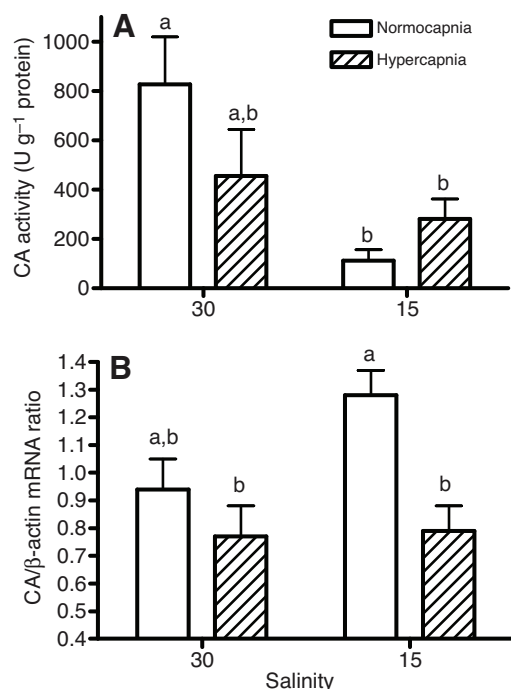 A
CA activity (U g⁻¹ protein)
1000
800
600
400
200
0
a
a,b
b
b
Normocapnia
Hypercapnia
30
15
B
CA/β-actin mRNA ratio
1.4
1.3
1.2
1.1
1.0
0.9
0.8
0.7
0.6
0.5
0.4
a,b
b
a
b
30
15
Salinity